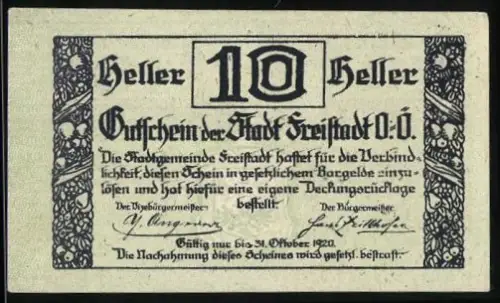 Heller 10 Heller
Gutschein der Stadt Freistadt O:Ö.
Die Stadtgemeinde Freistadt haftet für die Verbind-
lichkeit, diesen Schein in gesetzlichem Bargelde einzu-
lösen und hat hiefür eine eigene Deckungsrücklage
bestellt.
Der Vizebürgermeister Der Bürgermeister
Gültig nur bis 31. Oktober 1920.
Die Nachahmung dieses Scheines wird gesetzl. bestraft.